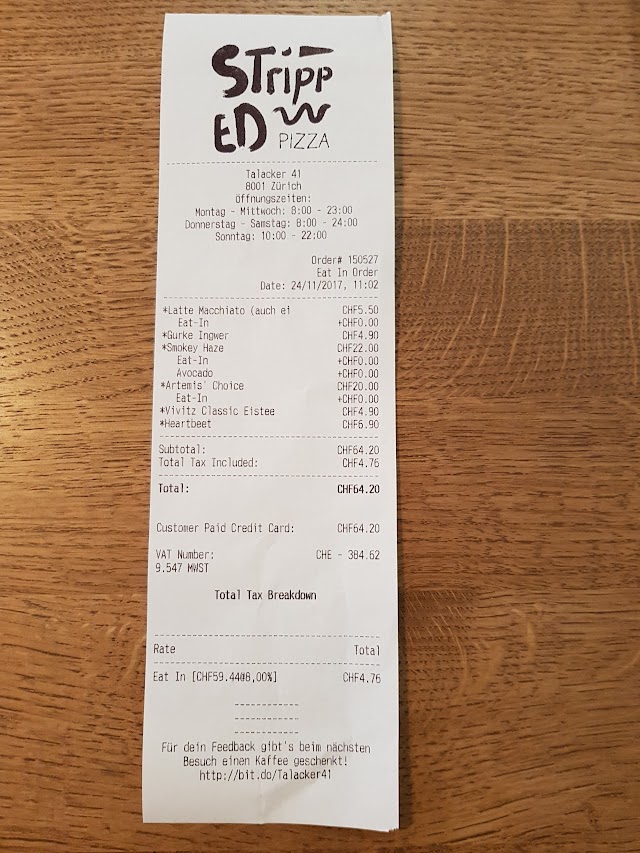 STripp
ED PIZZA
Talacker 41
8001 Zürich
Öffnungszeiten:
Montag - Mittwoch: 8:00 - 23:00
Donnerstag - Samstag: 8:00 - 24:00
Sonntag: 10:00 - 22:00
Order# 150527
Eat In Order
Date: 24/11/2017, 11:02
*Latte Macchiato (auch ei CHF5.50
Eat-In +CHF0.00
*Gurke Ingwer CHF4.90
*Smokey Haze CHF22.00
Eat-In +CHF0.00
Avocado +CHF0.00
*Artemis' Choice CHF20.00
Eat-In +CHF0.00
*Vivitz Classic Eistee CHF4.90
*Heartbeet CHF6.90
Subtotal: CHF64.20
Total Tax Included: CHF4.76
Total: CHF64.20
Customer Paid Credit Card: CHF64.20
VAT Number: CHE - 384.62
9.547 MWST
Total Tax Breakdown
Rate Total
Eat In [CHF59.44@8,00%] CHF4.76
Für dein Feedback gibt's beim nächsten
Besuch einen Kaffee geschenkt!
http://bit.do/Talacker41